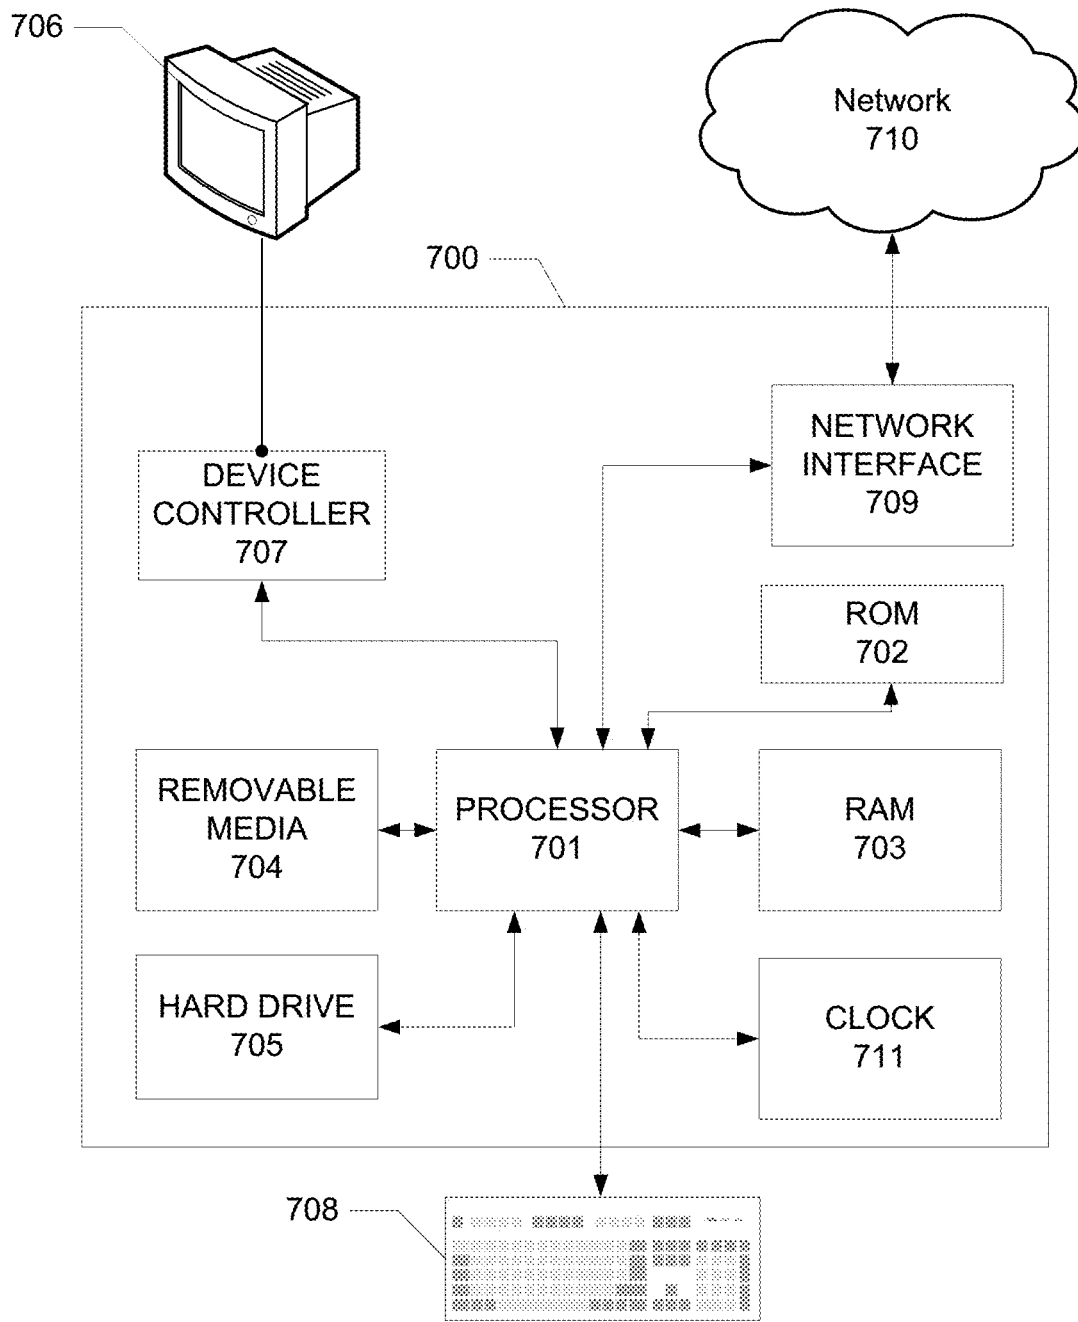 706
Network
710
700
NETWORK
INTERFACE
709
DEVICE
CONTROLLER
707
ROM
702
REMOVABLE
MEDIA
704
PROCESSOR
701
RAM
703
HARD DRIVE
705
CLOCK
711
708